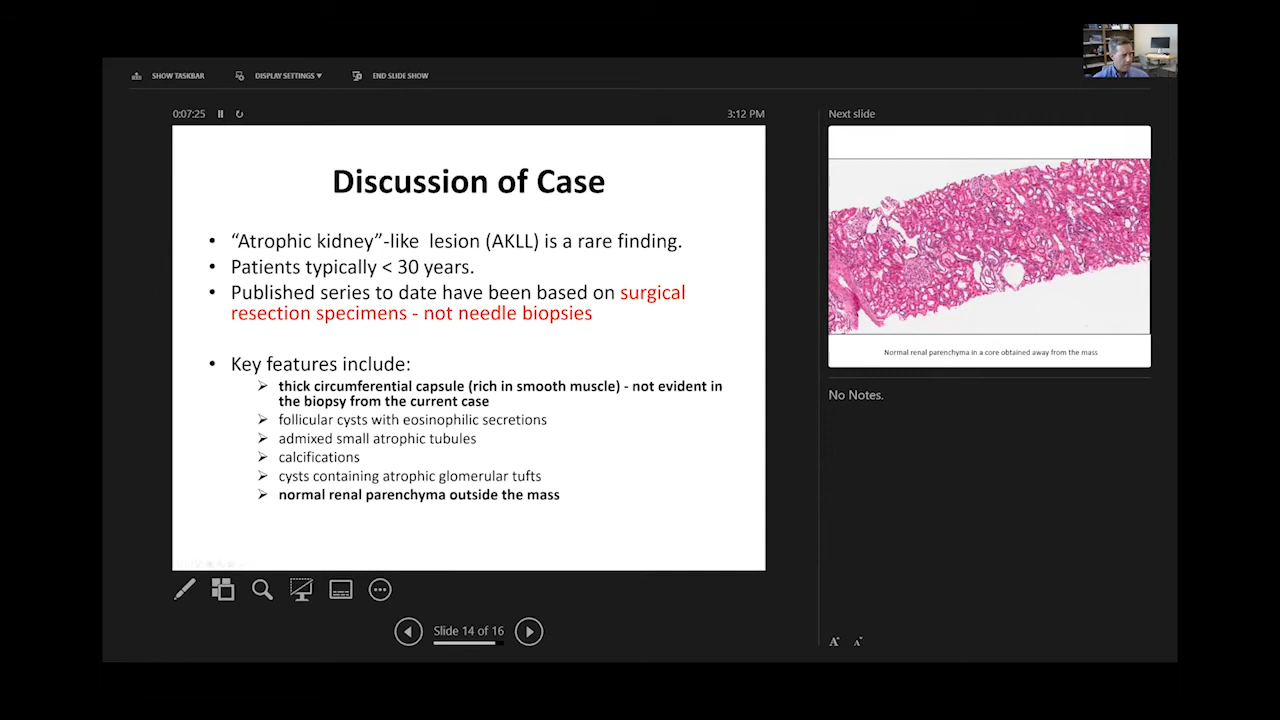 SHOW TASKBAR
DISPLAY SETTINGS ▾
END SLIDE SHOW
0:07:25
3:12 PM
Discussion of Case
• “Atrophic kidney”-like lesion (AKLL) is a rare finding.
• Patients typically < 30 years.
• Published series to date have been based on surgical
resection specimens - not needle biopsies
• Key features include:
➢ thick circumferential capsule (rich in smooth muscle) - not evident in
the biopsy from the current case
➢ follicular cysts with eosinophilic secretions
➢ admixed small atrophic tubules
➢ calcifications
➢ cysts containing atrophic glomerular tufts
➢ normal renal parenchyma outside the mass
Slide 14 of 16
Next slide
Normal renal parenchyma in a core obtained away from the mass
No Notes.
A A